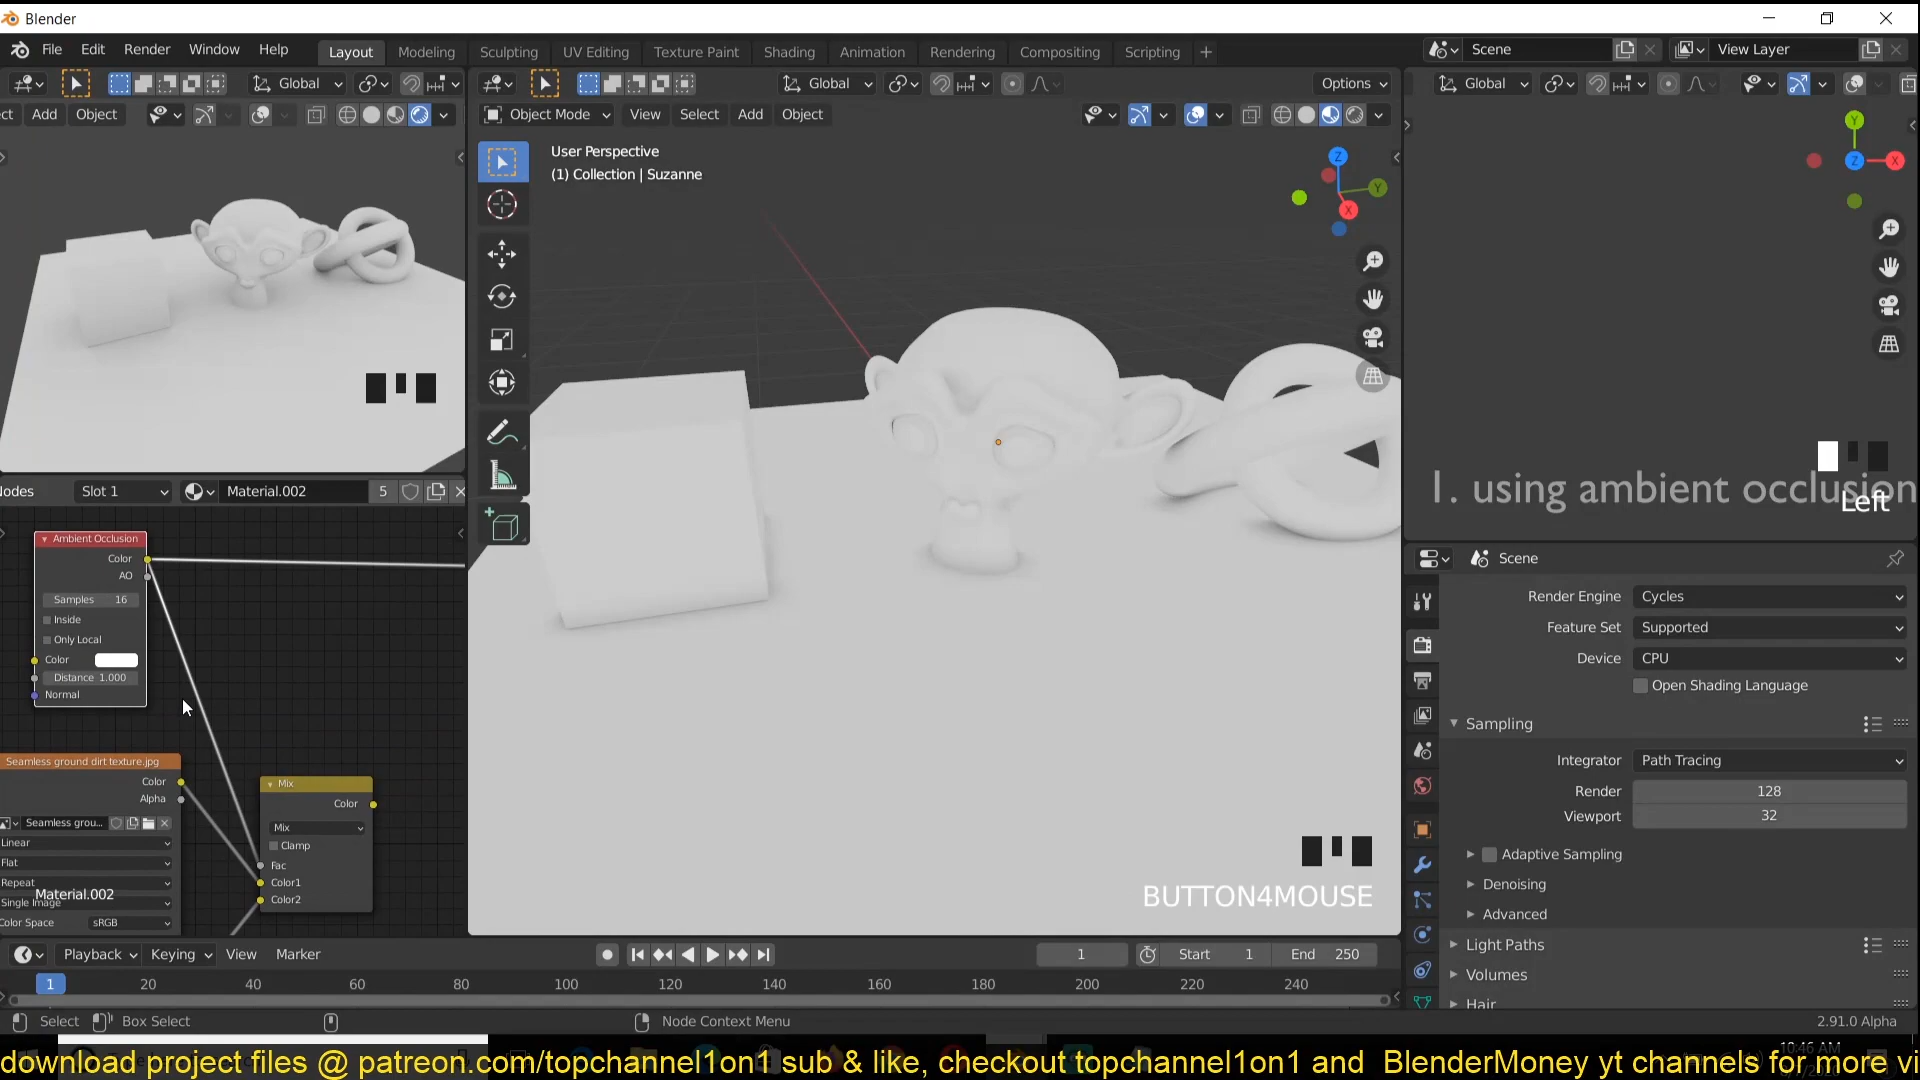 Blender
File Edit Render Window Help Layout Modeling Sculpting UV Editing Texture Paint Shading Animation Rendering Compositing Scripting + Scene View Layer
Global Global Options Global
ct Add Object Object Mode View Select Add Object
User Perspective
(1) Collection | Suzanne
Z
Y
X
Y
Z
X
1. using ambient occlusion
Left
BUTTON4MOUSE
Nodes Slot 1 Material.002 5
Ambient Occlusion
Color
AO
Samples 16
Inside
Only Local
Color
Distance 1.000
Normal
Seamless ground dirt texture.jpg
Color
Alpha
Seamless grou...
Linear
Flat
Repeat
Single Image
Color Space sRGB
Material.002
Mix
Color
Mix
Clamp
Fac
Color1
Color2
Scene
Render Engine Cycles
Feature Set Supported
Device CPU
Open Shading Language
Sampling
Integrator Path Tracing
Render 128
Viewport 32
Adaptive Sampling
Denoising
Advanced
Light Paths
Volumes
Hair
Playback Keying View Marker 1 Start 1 End 250
1 20 40 60 80 100 120 140 160 180 200 220 240
Select Box Select Node Context Menu 2.91.0 Alpha
10:46 AM
download project files @ patreon.com/topchannel1on1 sub & like, checkout topchannel1on1 and BlenderMoney yt channels for more vi